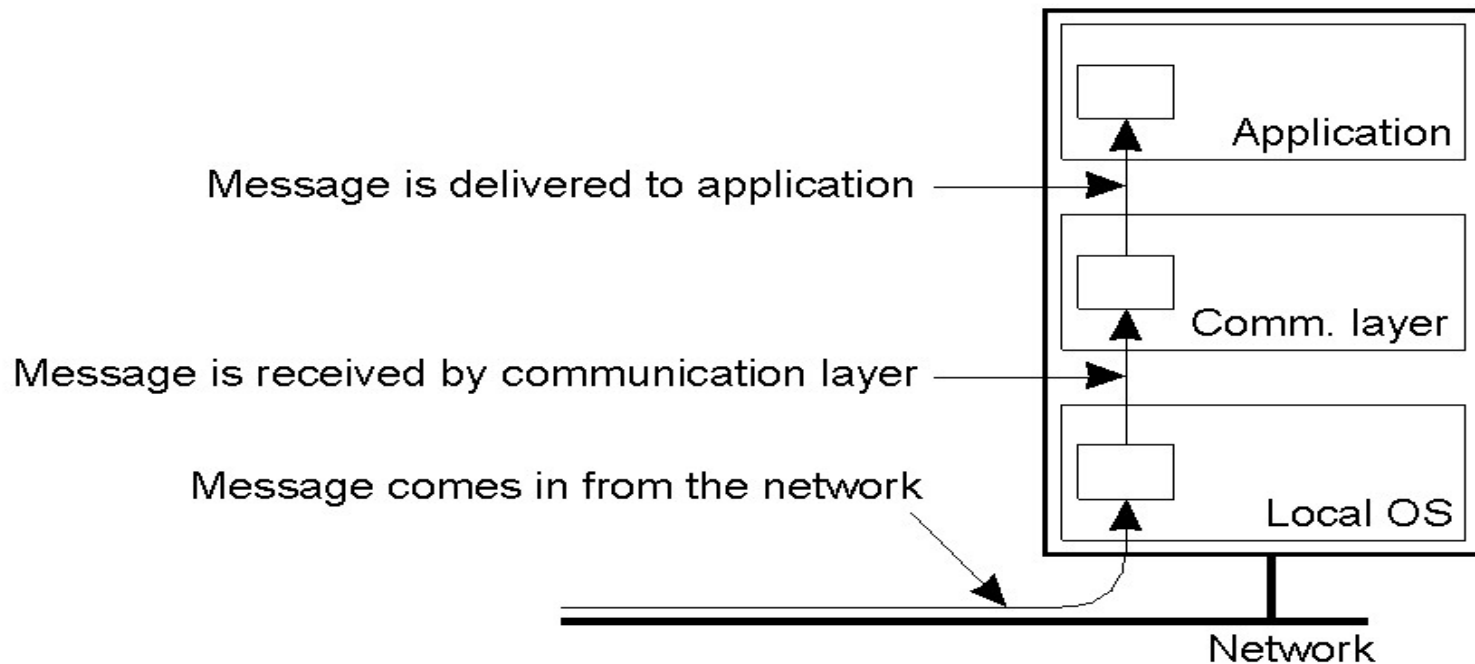 Application
Message is delivered to application
Comm. layer
Message is received by communication layer
Message comes in from the network
Local OS
Network